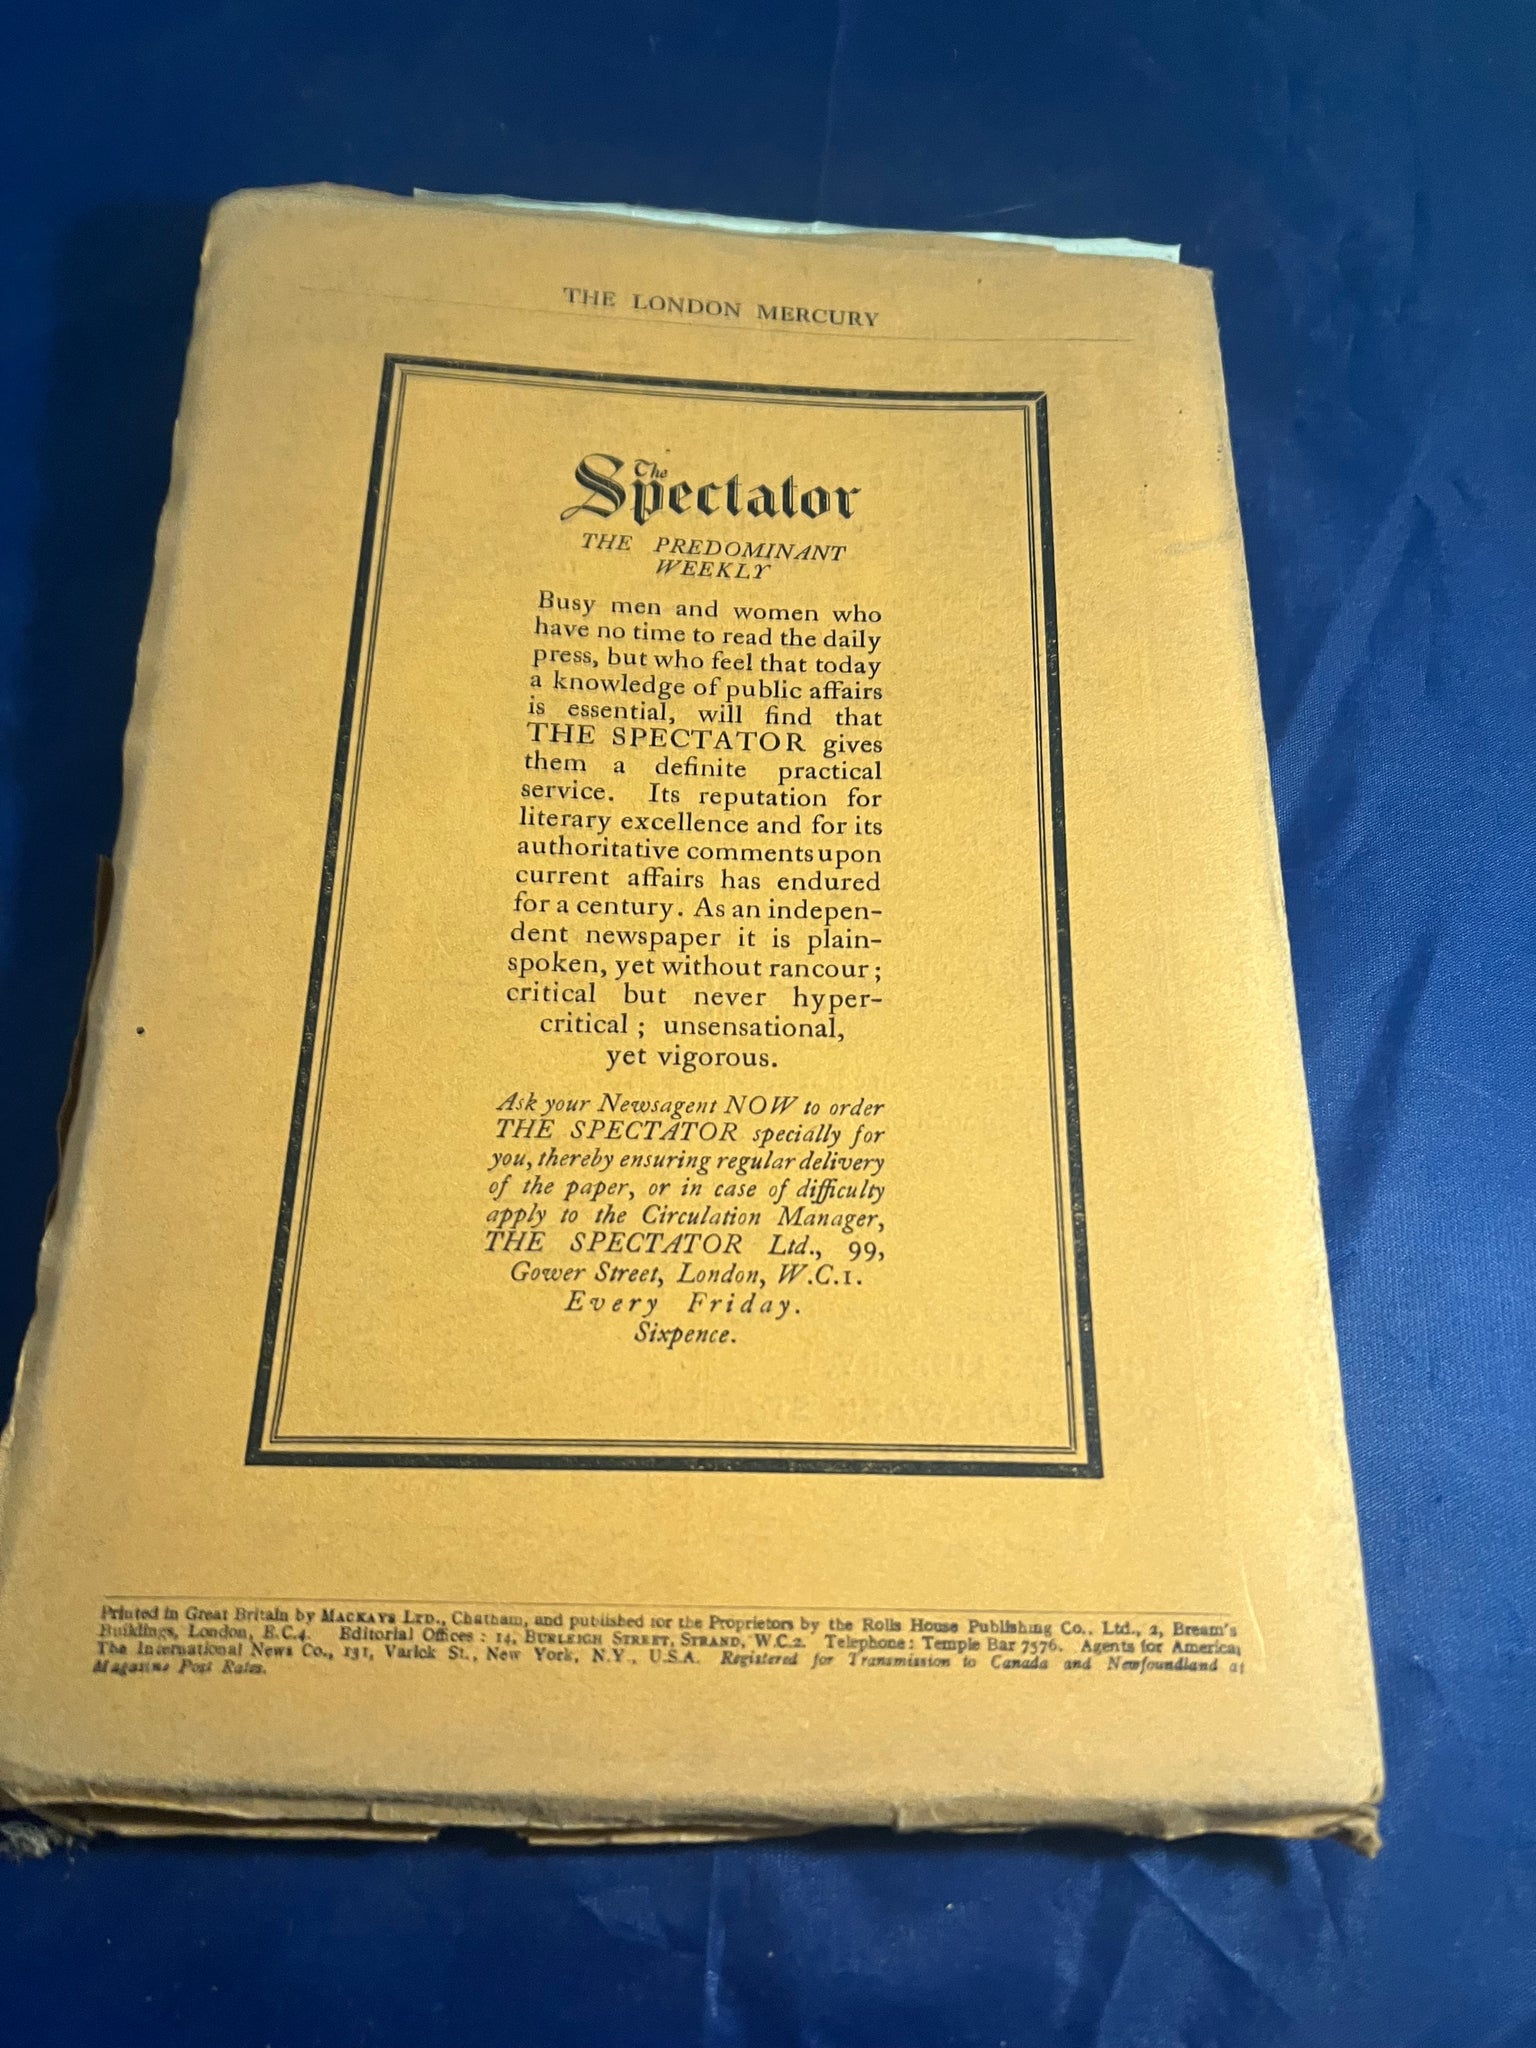 THE LONDON MERCURY
The
Spectator
THE PREDOMINANT
WEEKLY
Busy men and women who
have no time to read the daily
press, but who feel that today
a knowledge of public affairs
is essential, will find that
THE SPECTATOR gives
them a definite practical
service. Its reputation for
literary excellence and for its
authoritative comments upon
current affairs has endured
for a century. As an indepen-
dent newspaper it is plain-
spoken, yet without rancour;
critical but never hyper-
critical; unsensational,
yet vigorous.
Ask your Newsagent NOW to order
THE SPECTATOR specially for
you, thereby ensuring regular delivery
of the paper, or in case of difficulty
apply to the Circulation Manager,
THE SPECTATOR Ltd., 99,
Gower Street, London, W.C.1.
Every Friday.
Sixpence.
Printed in Great Britain by MACKAYS LTD., Chatham, and published for the Proprietors by the Rolls House Publishing Co., Ltd., 2, Bream's
Buildings, London, E.C.4. Editorial Offices: 14, BURLEIGH STREET, STRAND, W.C.2. Telephone: Temple Bar 7576. Agents for America;
The International News Co., 131, Varick St., New York, N.Y., U.S.A. Registered for Transmission to Canada and Newfoundland at
Magazine Post Rates.